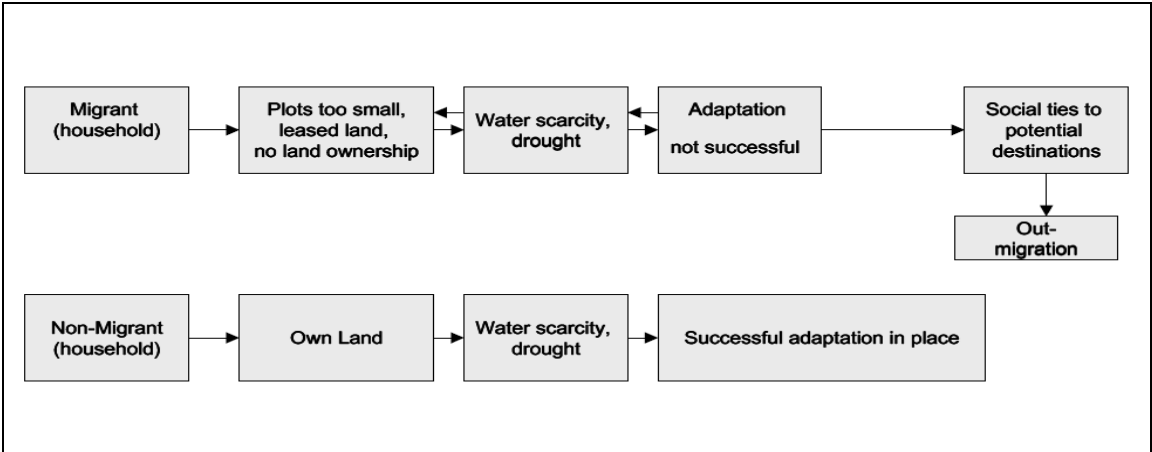 Migrant
(household)
Plots too small,
leased land,
no land ownership
Water scarcity,
drought
Adaptation
not successful
Social ties to
potential
destinations
Out-
migration
Non-Migrant
(household)
Own Land
Water scarcity,
drought
Successful adaptation in place